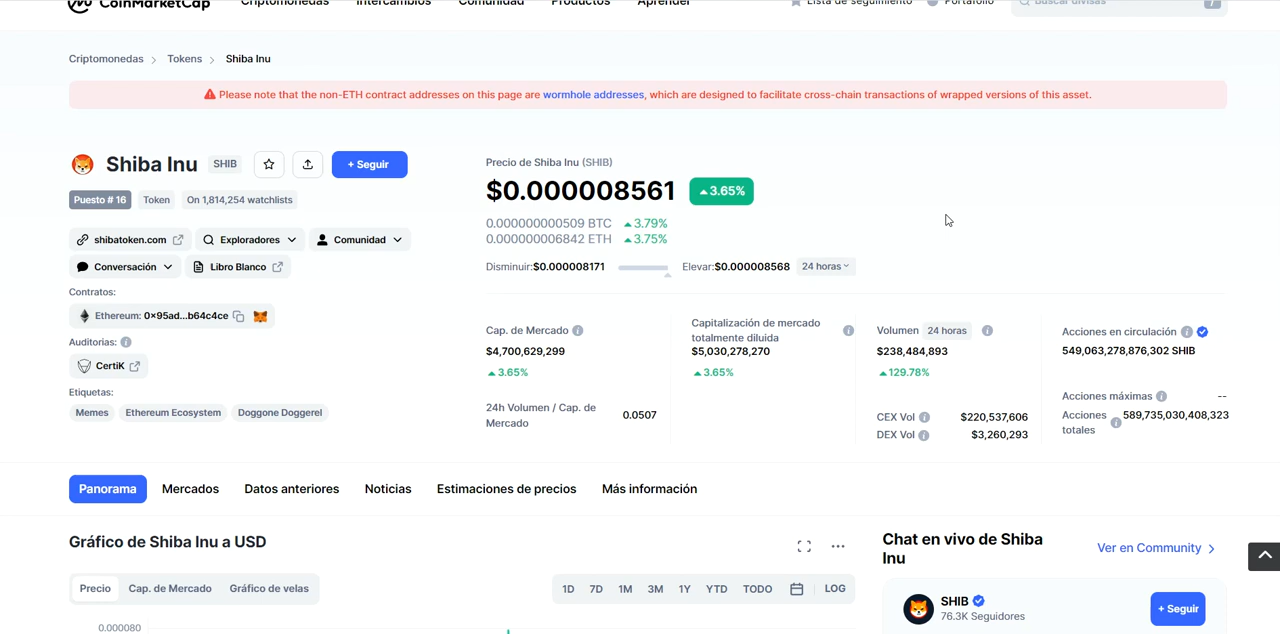 CoinMarketCap Criptomonedas Intercambios Comunidad Productos Aprender Lista de seguimiento Portafolio Buscar divisas /
Criptomonedas > Tokens > Shiba Inu
Please note that the non-ETH contract addresses on this page are wormhole addresses, which are designed to facilitate cross-chain transactions of wrapped versions of this asset.
Shiba Inu SHIB + Seguir
Puesto # 16 Token On 1,814,254 watchlists
shibatoken.com Exploradores Comunidad
Conversación Libro Blanco
Contratos:
Ethereum: 0x95ad...b64c4ce
Auditorias:
CertiK
Etiquetas:
Memes Ethereum Ecosystem Doggone Doggerel
Precio de Shiba Inu (SHIB)
$0.000008561 3.65%
0.000000000509 BTC 3.79%
0.000000006842 ETH 3.75%
Disminuir:$0.000008171 Elevar:$0.000008568 24 horas
Cap. de Mercado
$4,700,629,299
3.65%
24h Volumen / Cap. de
Mercado
0.0507
Capitalización de mercado
totalmente diluida
$5,030,278,270
3.65%
Volumen 24 horas
$238,484,893
129.78%
CEX Vol $220,537,606
DEX Vol $3,260,293
Acciones en circulación
549,063,278,876,302 SHIB
Acciones máximas --
Acciones
totales
589,735,030,408,323
Panorama Mercados Datos anteriores Noticias Estimaciones de precios Más información
Gráfico de Shiba Inu a USD
Precio Cap. de Mercado Gráfico de velas 1D 7D 1M 3M 1Y YTD TODO LOG
0.000080
Chat en vivo de Shiba
Inu
Ver en Community
SHIB
76.3K Seguidores
+ Seguir